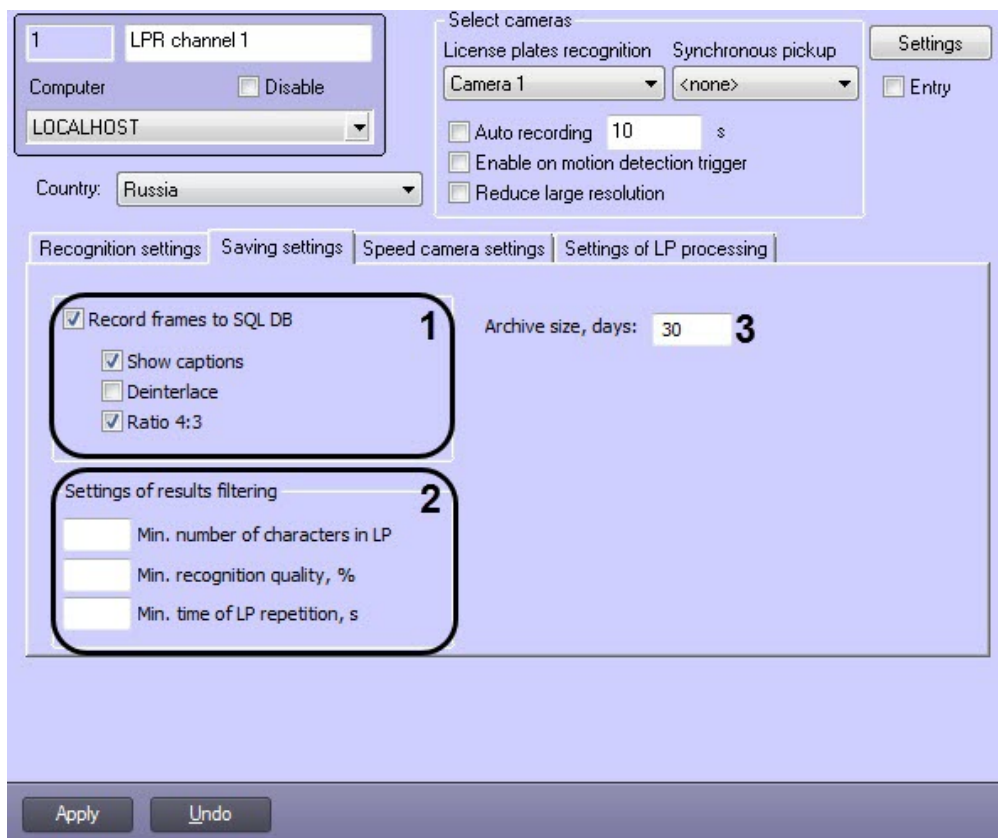 1
LPR channel 1
Computer
Disable
LOCALHOST
Country:
Russia
Select cameras
License plates recognition
Synchronous pickup
Camera 1
<none>
Auto recording 10 s
Enable on motion detection trigger
Reduce large resolution
Settings
Entry
Recognition settings
Saving settings
Speed camera settings
Settings of LP processing
Record frames to SQL DB
1
Show captions
Deinterlace
Ratio 4:3
Archive size, days: 30
3
Settings of results filtering
2
Min. number of characters in LP
Min. recognition quality, %
Min. time of LP repetition, s
Apply
Undo